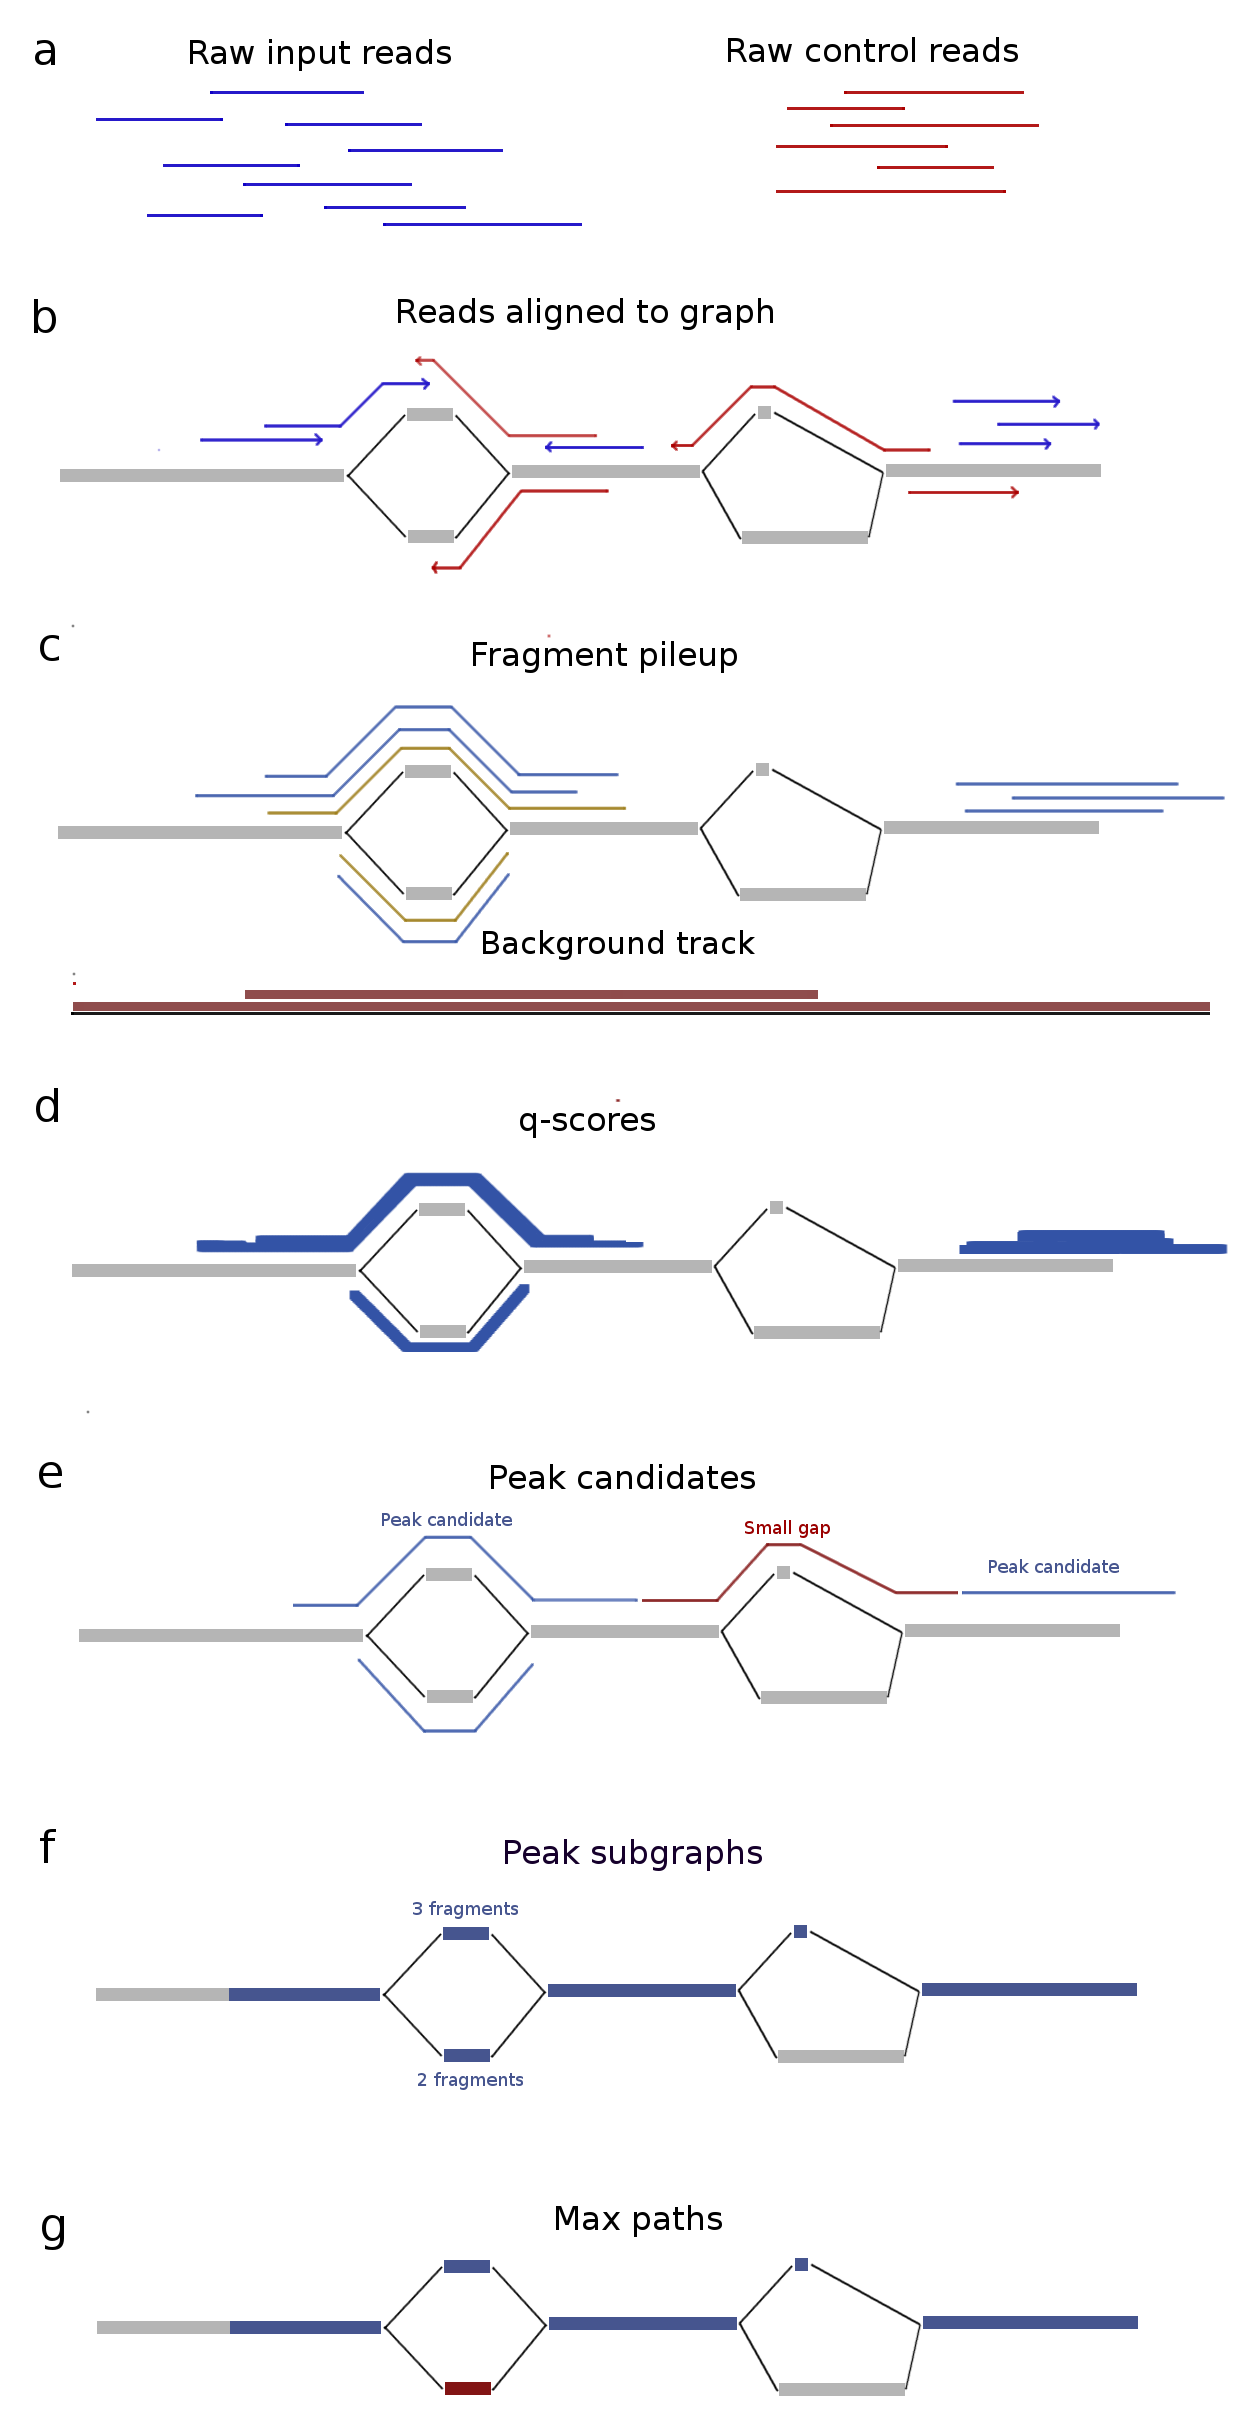 a
Raw input reads
Raw control reads
b
Reads aligned to graph
c
Fragment pileup
Background track
d
q-scores
e
Peak candidates
Peak candidate
Small gap
Peak candidate
f
Peak subgraphs
3 fragments
2 fragments
g
Max paths